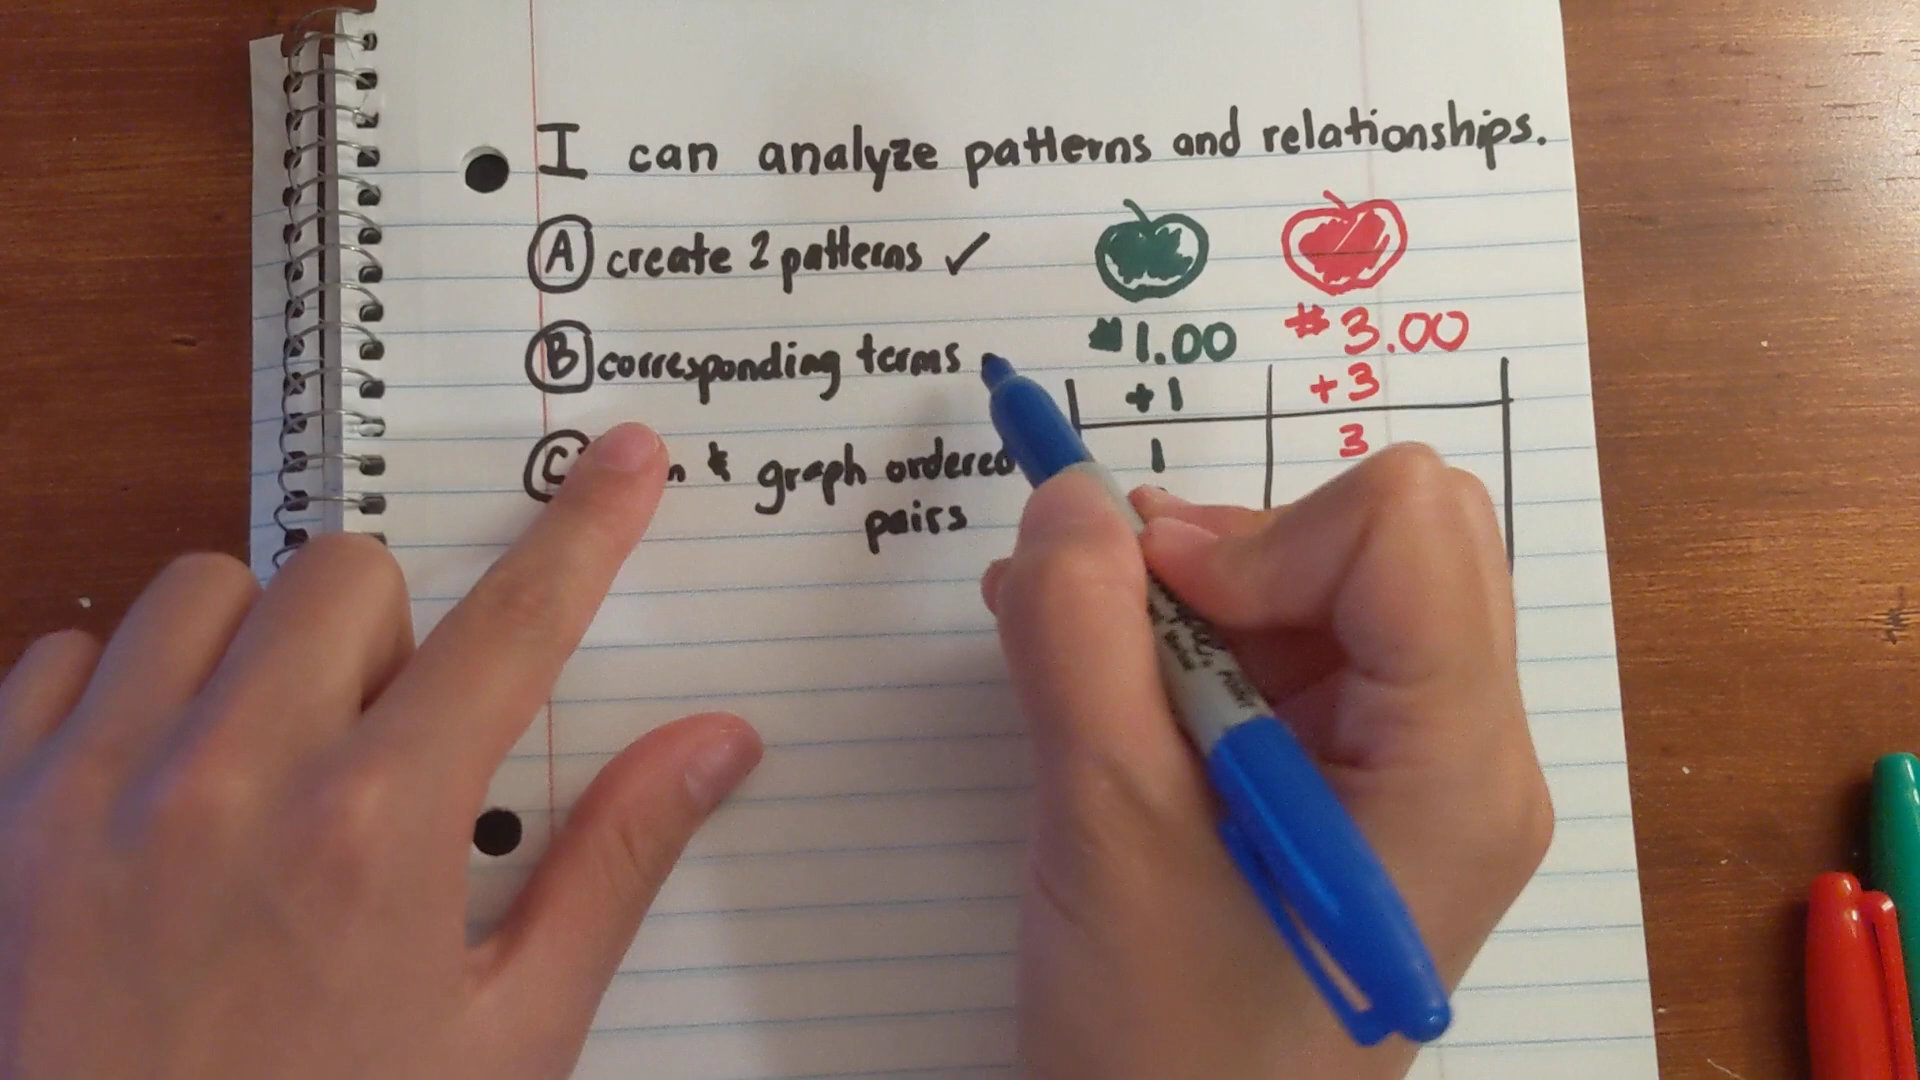 I can analyze patterns and relationships.
A create 2 patterns ✓
B corresponding terms
$1.00 $3.00
+1 +3
1 3
C & graph ordered
pairs